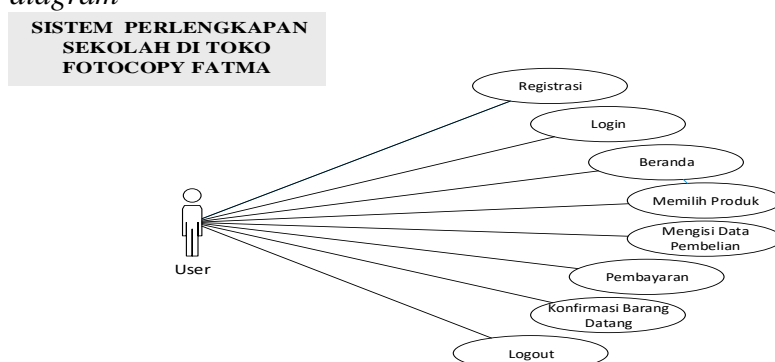 diagram
SISTEM PERLENGKAPAN
SEKOLAH DI TOKO
FOTOCOPY FATMA
Registrasi
Login
Beranda
Memilih Produk
Mengisi Data
Pembelian
Pembayaran
Konfirmasi Barang
Datang
Logout
User